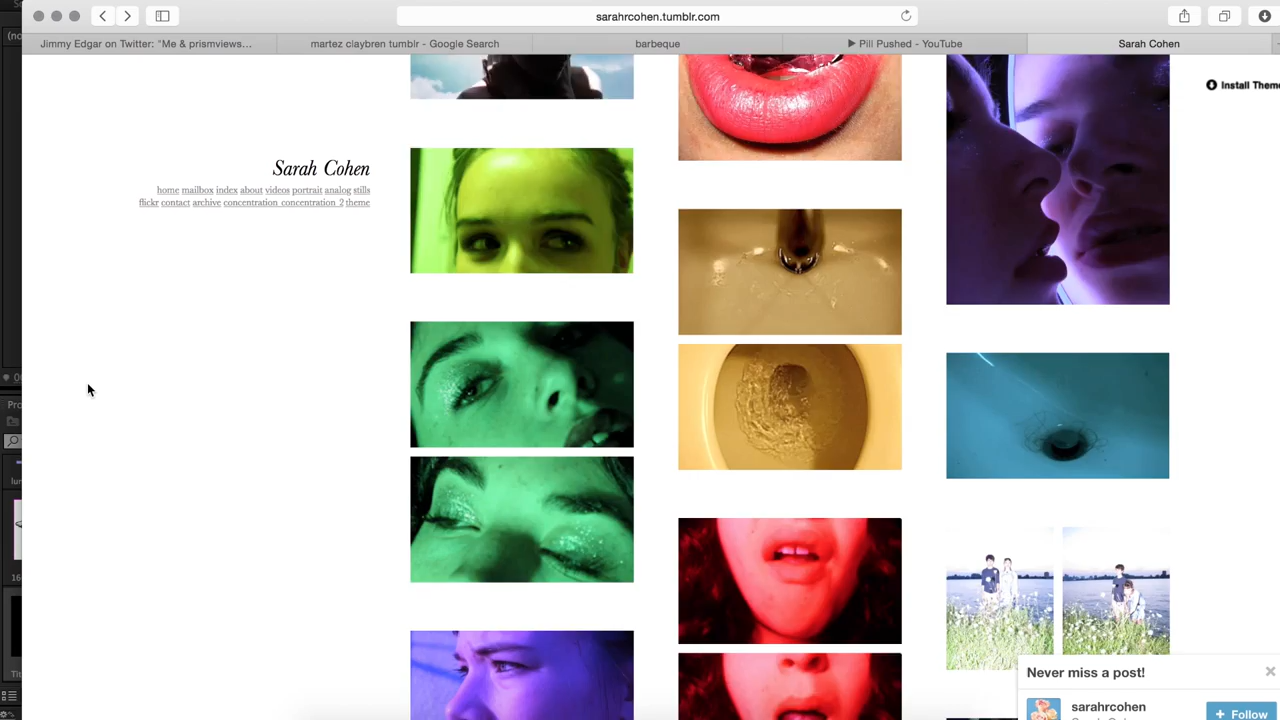 sarahrcohen.tumblr.com
Jimmy Edgar on Twitter: "Me & prismviews...
martez claybren tumblr - Google Search
barbeque
▶ Pili Pushed - YouTube
Sarah Cohen
Install Theme
Sarah Cohen
home mailbox index about videos portrait analog stills
flickr contact archive concentration concentration 2 theme
Never miss a post!
sarahrcohen
+ Follow